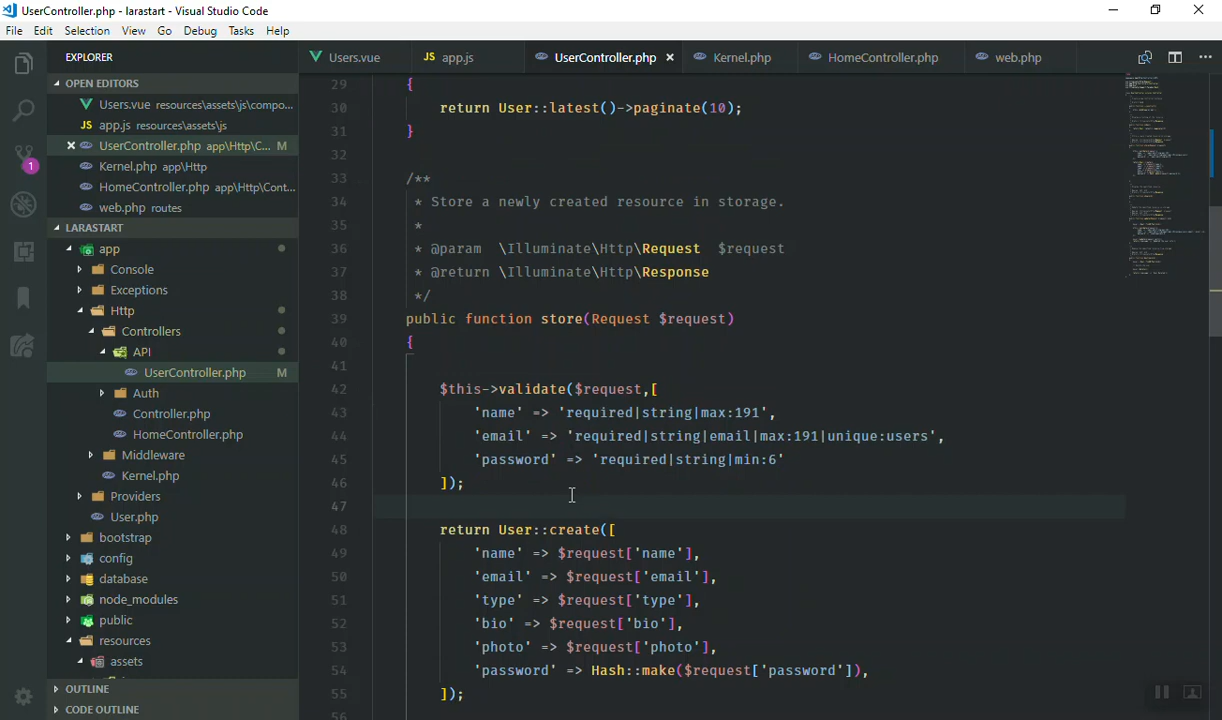 UserController.php - larastart - Visual Studio Code
File Edit Selection View Go Debug Tasks Help
EXPLORER
Users.vue
JS app.js
UserController.php
Kernel.php
HomeController.php
web.php
OPEN EDITORS
Users.vue resources\assets\js\compo...
JS app.js resources\assets\js
UserController.php app\Http\C... M
Kernel.php app\Http
HomeController.php app\Http\Cont...
web.php routes
LARASTART
app
Console
Exceptions
Http
Controllers
API
UserController.php M
Auth
Controller.php
HomeController.php
Middleware
Kernel.php
Providers
User.php
bootstrap
config
database
node_modules
public
resources
assets
OUTLINE
CODE OUTLINE
1
29 {
30 return User::latest()->paginate(10);
31 }
32
33 /**
34 * Store a newly created resource in storage.
35 *
36 * @param \Illuminate\Http\Request $request
37 * @return \Illuminate\Http\Response
38 */
39 public function store(Request $request)
40 {
41
42 $this->validate($request,[
43 'name' => 'required|string|max:191',
44 'email' => 'required|string|email|max:191|unique:users',
45 'password' => 'required|string|min:6'
46 ]);
47
48 return User::create([
49 'name' => $request['name'],
50 'email' => $request['email'],
51 'type' => $request['type'],
52 'bio' => $request['bio'],
53 'photo' => $request['photo'],
54 'password' => Hash::make($request['password']),
55 ]);
56